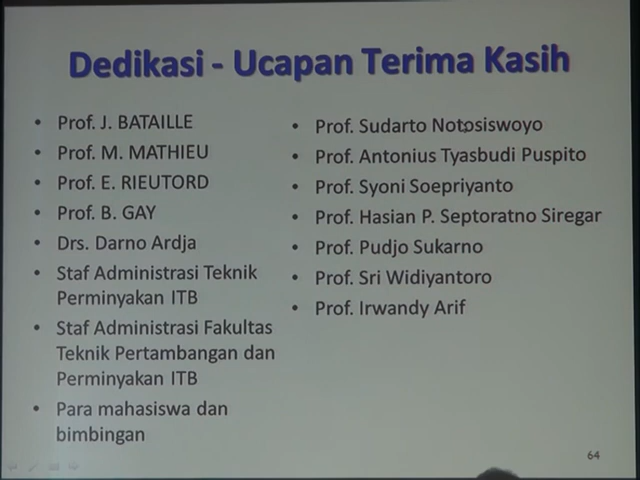 Dedikasi - Ucapan Terima Kasih
• Prof. J. BATAILLE
• Prof. M. MATHIEU
• Prof. E. RIEUTORD
• Prof. B. GAY
• Drs. Darno Ardja
• Staf Administrasi Teknik
Perminyakan ITB
• Staf Administrasi Fakultas
Teknik Pertambangan dan
Perminyakan ITB
• Para mahasiswa dan
bimbingan
• Prof. Sudarto Notosiswoyo
• Prof. Antonius Tyasbudi Puspito
• Prof. Syoni Soepriyanto
• Prof. Hasian P. Septoratno Siregar
• Prof. Pudjo Sukarno
• Prof. Sri Widiyantoro
• Prof. Irwandy Arif
64